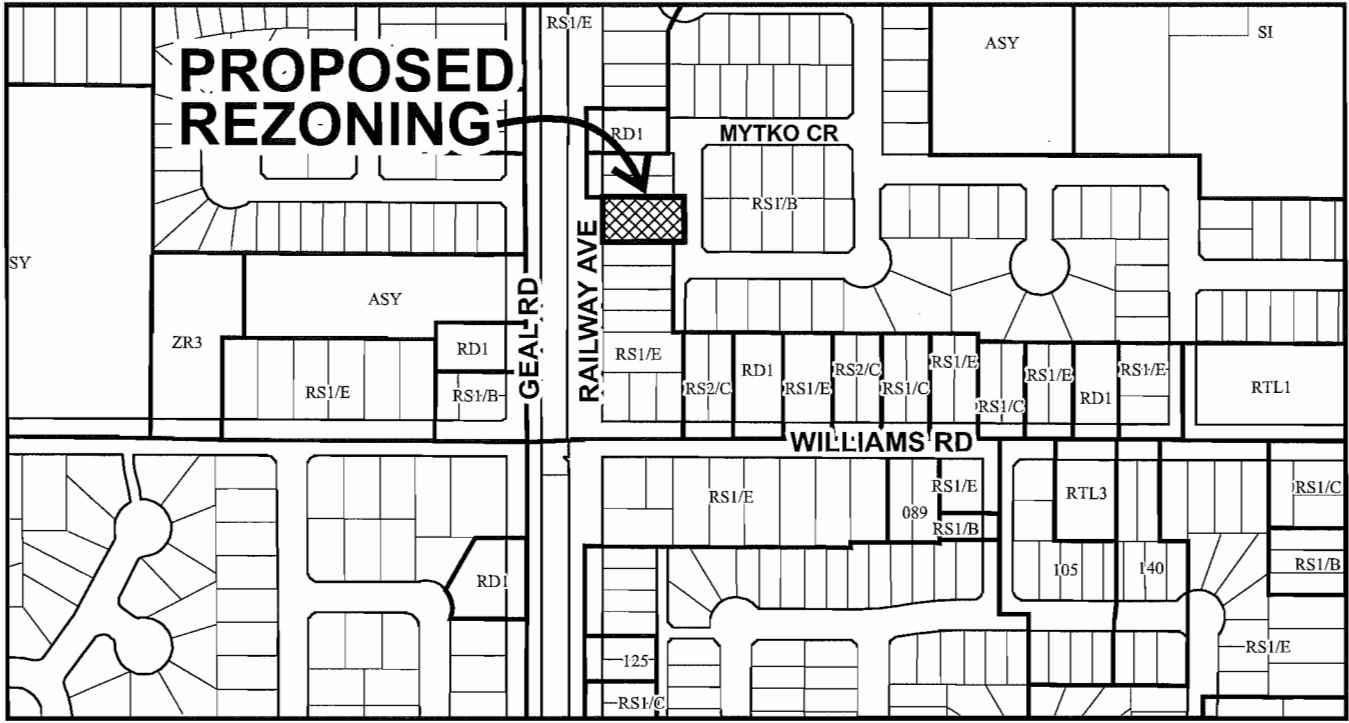 RS1/E
ASY
SI
PROPOSED
REZONING
RD1
MYTKO CR
RS1/B
SY
ZR3
ASY
RD1
RS1/E
RS1/B
GEAL RD
RAILWAY AVE
RS1/E
RS2/C
RD1
RS1/E
RS2/C
RS1/C
RS1/E
RS1/C
RS1/E
RD1
RS1/E
RTL1
WILLIAMS RD
RS1/E
089
RS1/E
RS1/B
RTL3
105
140
RS1/C
RS1/B
RD1
125
RS1/C
RS1/E